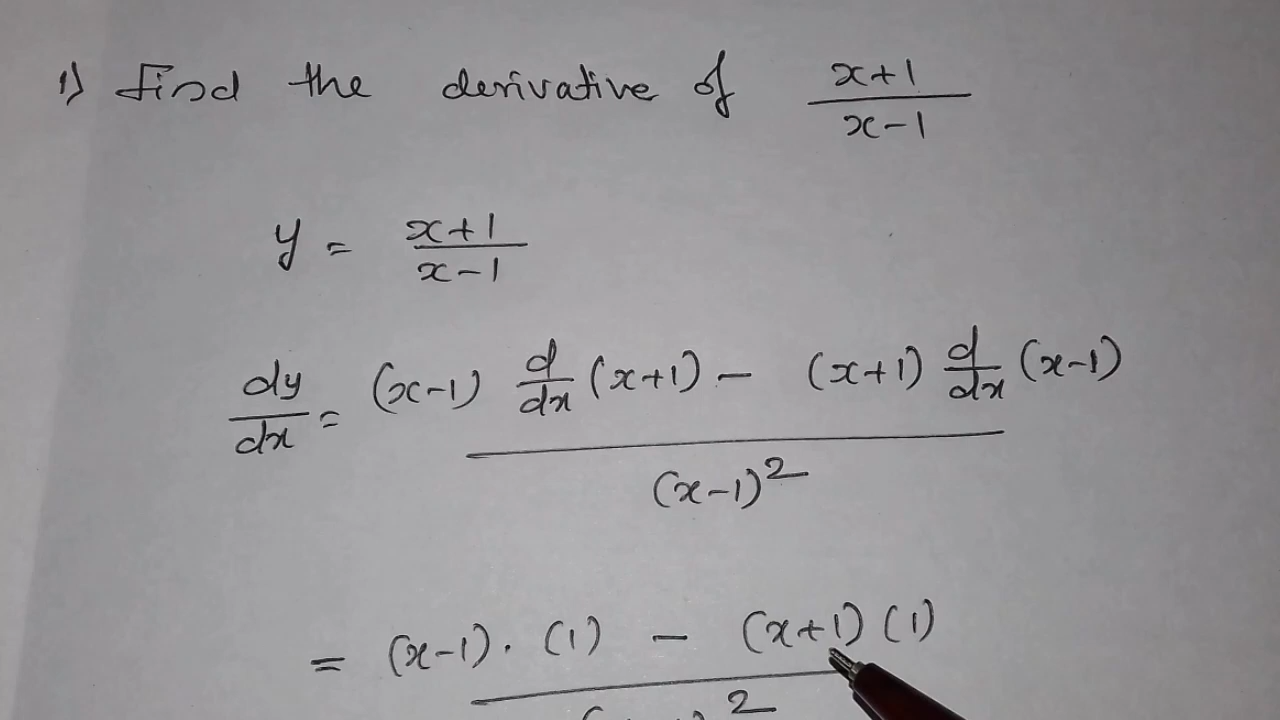 1) Find the derivative of (x+1)/(x-1)
y = (x+1)/(x-1)
dy/dx = ((x-1) d/dx (x+1) - (x+1) d/dx (x-1))/(x-1)²
= ((x-1) . (1) - (x+1) (1))/
2